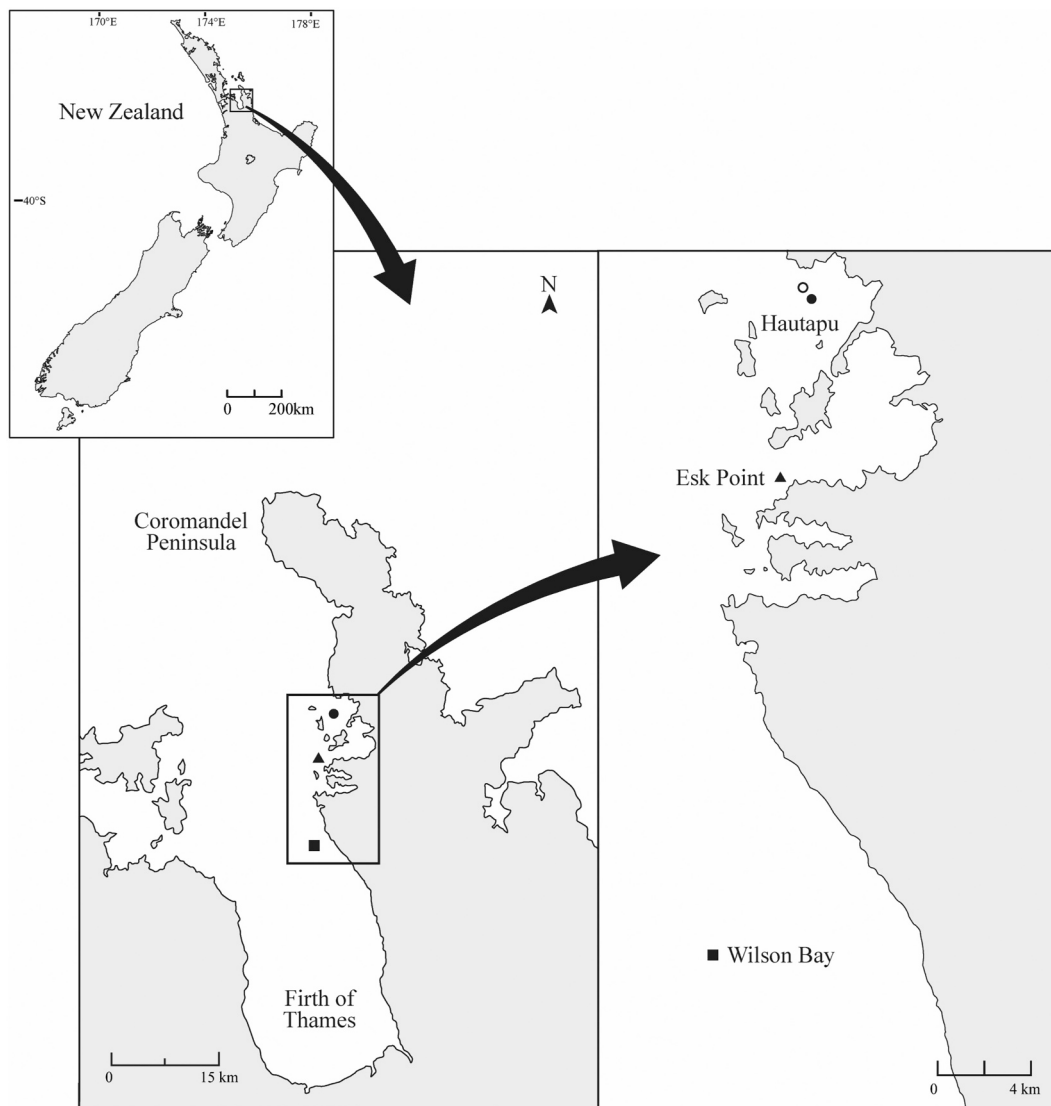 170°E 174°E 178°E
New Zealand
40°S
0 200km
N
Coromandel
Peninsula
Firth of
Thames
0 15 km
Hautapu
Esk Point
Wilson Bay
0 4 km